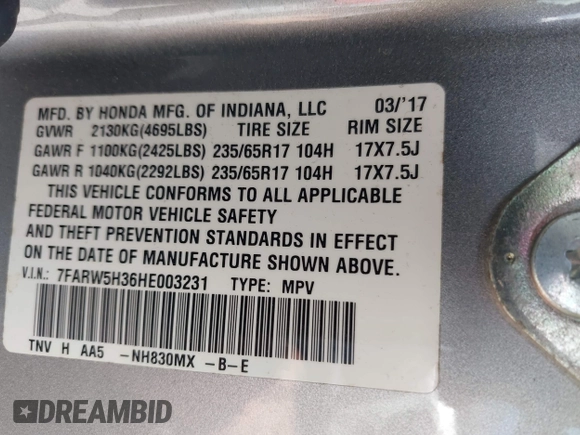 MFD. BY HONDA MFG. OF INDIANA, LLC 03/'17
GVWR 2130KG(4695LBS) TIRE SIZE RIM SIZE
GAWR F 1100KG(2425LBS) 235/65R17 104H 17X7.5J
GAWR R 1040KG(2292LBS) 235/65R17 104H 17X7.5J
THIS VEHICLE CONFORMS TO ALL APPLICABLE
FEDERAL MOTOR VEHICLE SAFETY
AND THEFT PREVENTION STANDARDS IN EFFECT
ON THE DATE OF MANUFACTURE SHOWN ABOVE.
V.I.N.: 7FARW5H36HE003231 TYPE: MPV
TNV H AA5 -NH830MX -B-E
DREAMBID